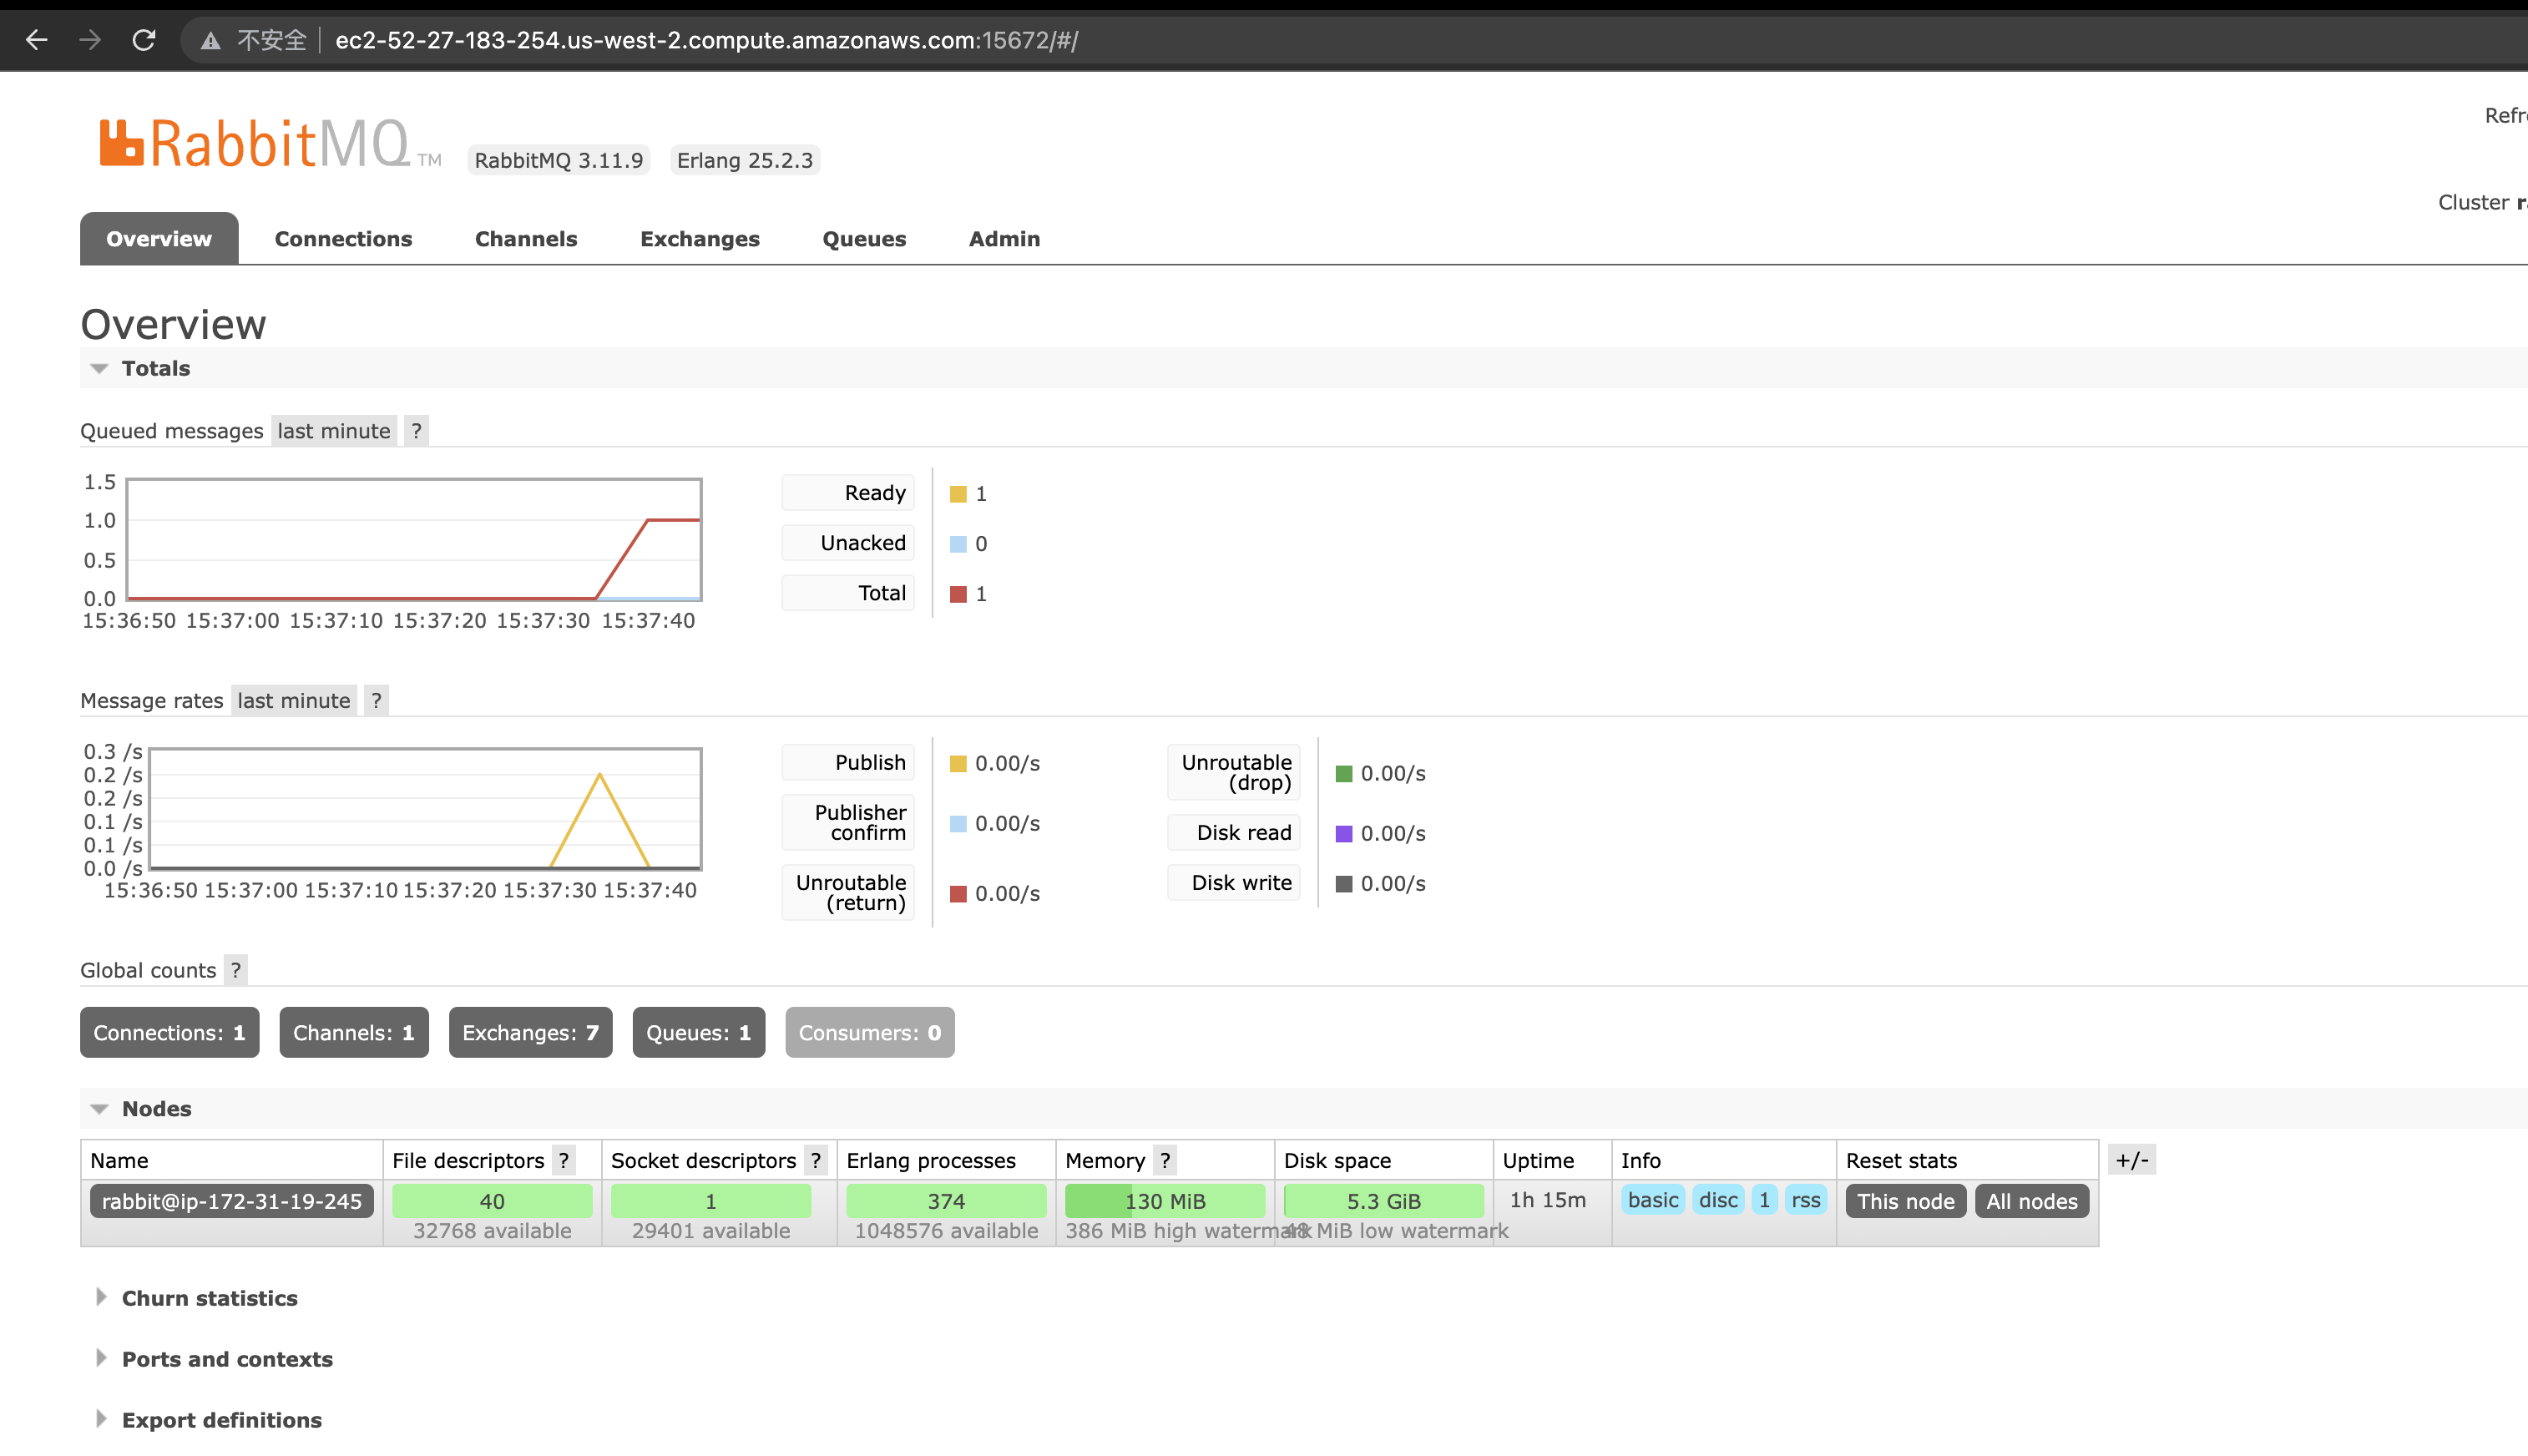 不安全 ec2-52-27-183-254.us-west-2.compute.amazonaws.com:15672/#/
Refr
RabbitMQ TM RabbitMQ 3.11.9 Erlang 25.2.3
Cluster
Overview Connections Channels Exchanges Queues Admin
Overview
Totals
Queued messages last minute ?
1.5
1.0
0.5
0.0
15:36:50 15:37:00 15:37:10 15:37:20 15:37:30 15:37:40
Ready 1
Unacked 0
Total 1
Message rates last minute ?
0.3 /s
0.2 /s
0.2 /s
0.1 /s
0.1 /s
0.0 /s
15:36:50 15:37:00 15:37:10 15:37:20 15:37:30 15:37:40
Publish 0.00/s
Publisher
confirm 0.00/s
Unroutable
(return) 0.00/s
Unroutable
(drop) 0.00/s
Disk read 0.00/s
Disk write 0.00/s
Global counts ?
Connections: 1 Channels: 1 Exchanges: 7 Queues: 1 Consumers: 0
Nodes
Name File descriptors ? Socket descriptors ? Erlang processes Memory ? Disk space Uptime Info Reset stats +/-
rabbit@ip-172-31-19-245 40 1 374 130 MiB 5.3 GiB 1h 15m basic disc 1 rss This node All nodes
32768 available 29401 available 1048576 available 386 MiB high watermark 48 MiB low watermark
Churn statistics
Ports and contexts
Export definitions